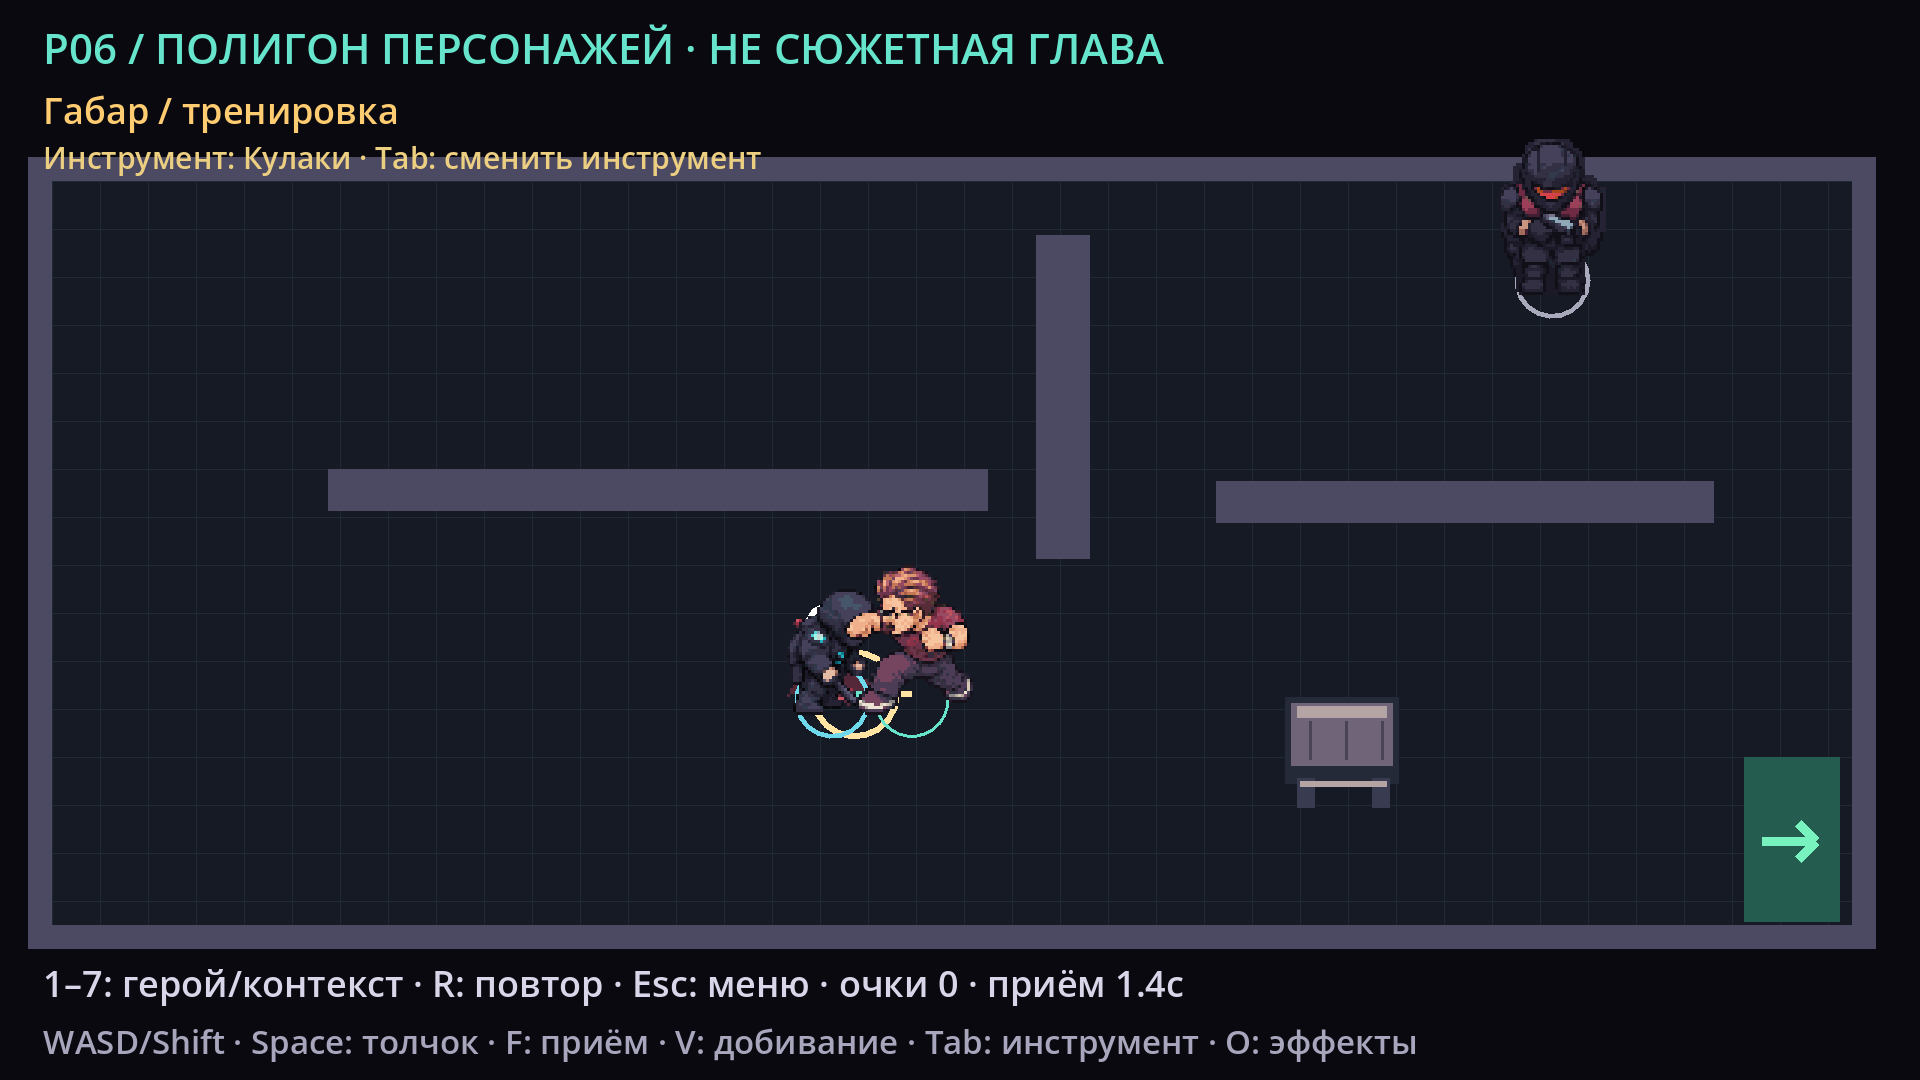 P06 / ПОЛИГОН ПЕРСОНАЖЕЙ · НЕ СЮЖЕТНАЯ ГЛАВА
Габар / тренировка
Инструмент: Кулаки · Tab: сменить инструмент
1–7: герой/контекст · R: повтор · Esc: меню · очки 0 · приём 1.4с
WASD/Shift · Space: толчок · F: приём · V: добивание · Tab: инструмент · O: эффекты